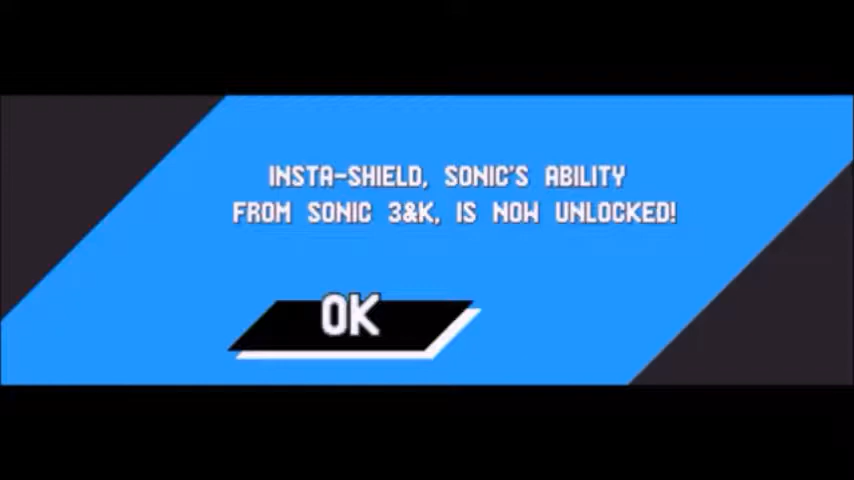 INSTA-SHIELD, SONIC'S ABILITY
FROM SONIC 3&K, IS NOW UNLOCKED!
OK